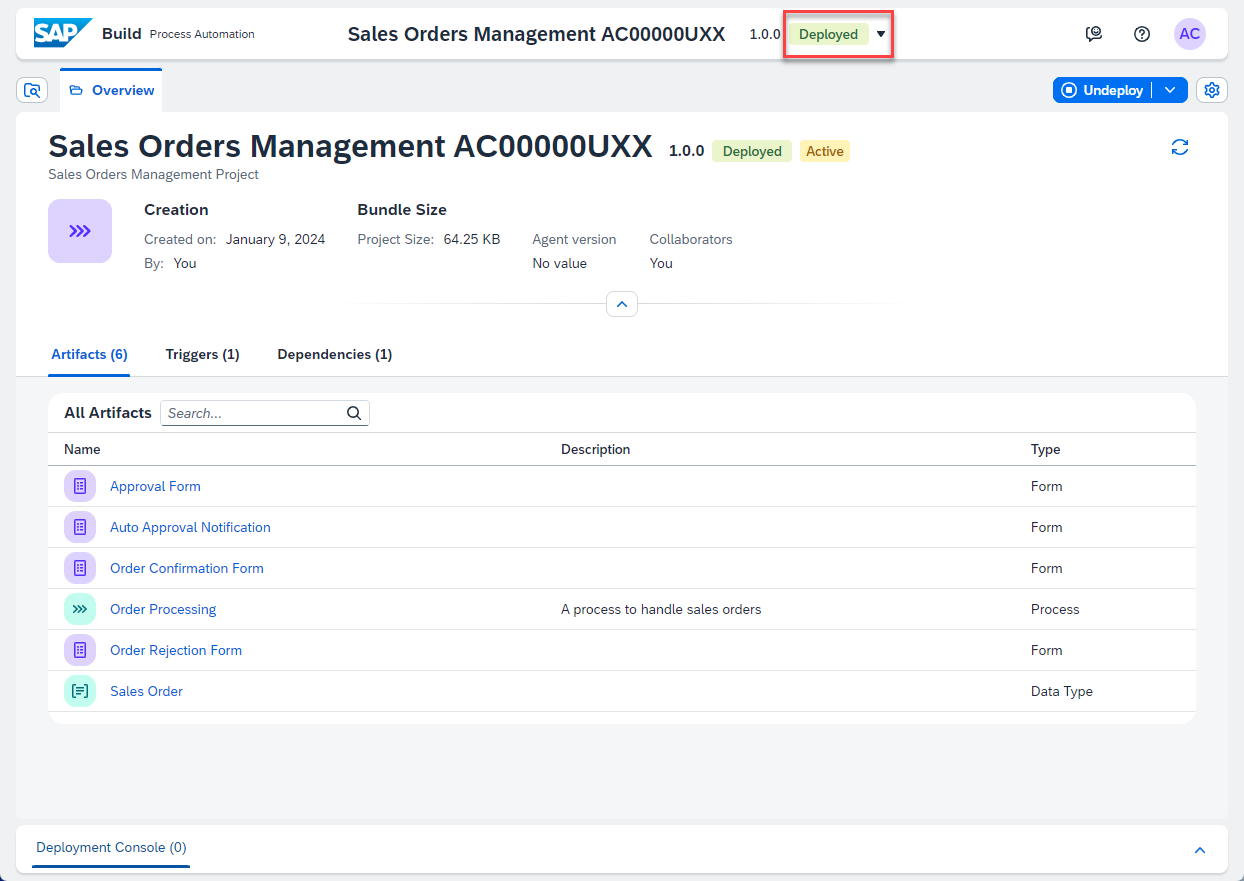 SAP Build Process Automation Sales Orders Management AC00000UXX 1.0.0 Deployed AC
Overview Undeploy
Sales Orders Management AC00000UXX 1.0.0 Deployed Active
Sales Orders Management Project
Creation Bundle Size
Created on: January 9, 2024 Project Size: 64.25 KB Agent version Collaborators
By: You No value You
Artifacts (6) Triggers (1) Dependencies (1)
All Artifacts Search...
Name Description Type
Approval Form Form
Auto Approval Notification Form
Order Confirmation Form Form
Order Processing A process to handle sales orders Process
Order Rejection Form Form
Sales Order Data Type
Deployment Console (0)